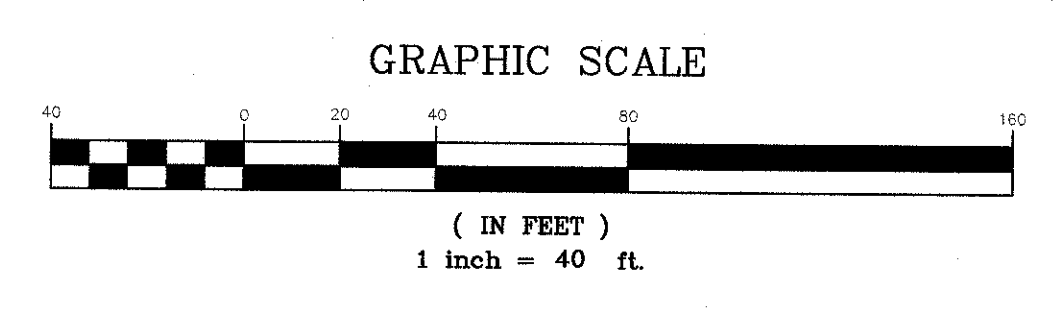 GRAPHIC SCALE
40 0 20 40 80 160
( IN FEET )
1 inch = 40 ft.